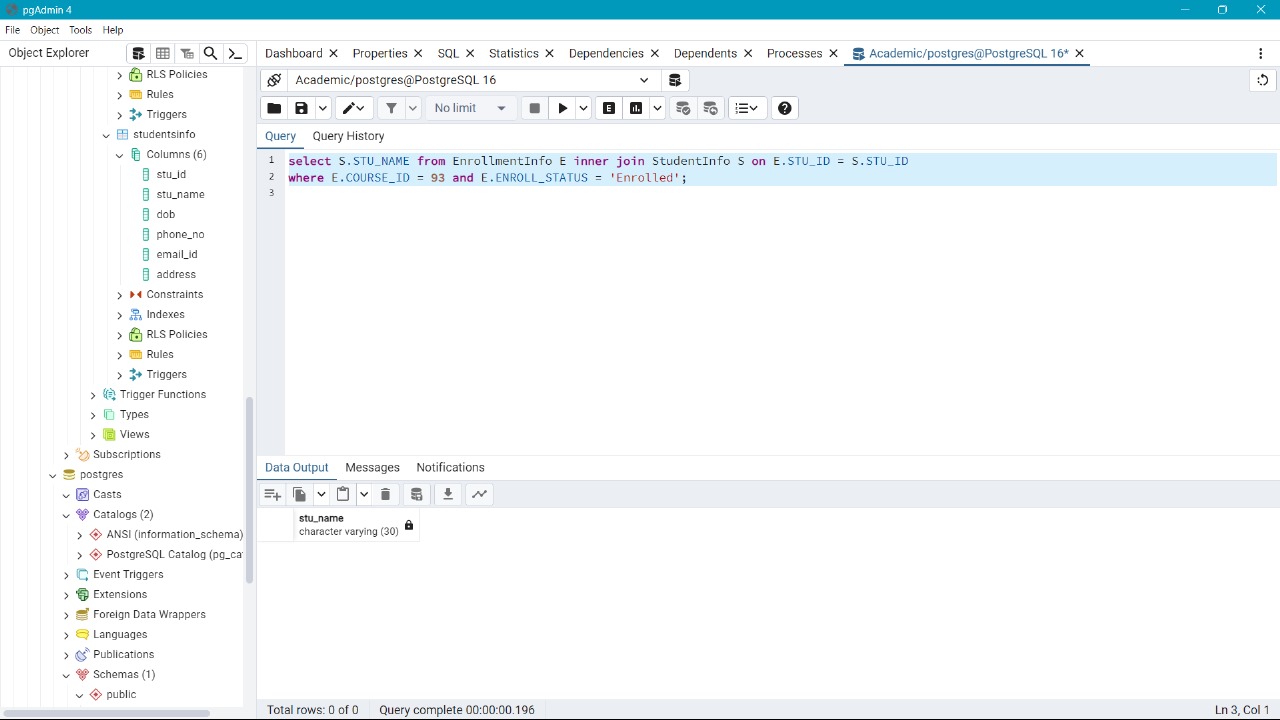 pgAdmin 4
File Object Tools Help
Object Explorer
Dashboard Properties SQL Statistics Dependencies Dependents Processes Academic/postgres@PostgreSQL 16*
Academic/postgres@PostgreSQL 16
No limit
Query Query History
1 select S.STU_NAME from EnrollmentInfo E inner join StudentInfo S on E.STU_ID = S.STU_ID
2 where E.COURSE_ID = 93 and E.ENROLL_STATUS = 'Enrolled';
3
RLS Policies
Rules
Triggers
studentsinfo
Columns (6)
stu_id
stu_name
dob
phone_no
email_id
address
Constraints
Indexes
RLS Policies
Rules
Triggers
Trigger Functions
Types
Views
Subscriptions
postgres
Casts
Catalogs (2)
ANSI (information_schema)
PostgreSQL Catalog (pg_ca
Event Triggers
Extensions
Foreign Data Wrappers
Languages
Publications
Schemas (1)
public
Data Output Messages Notifications
stu_name
character varying (30)
Total rows: 0 of 0 Query complete 00:00:00.196 Ln 3, Col 1